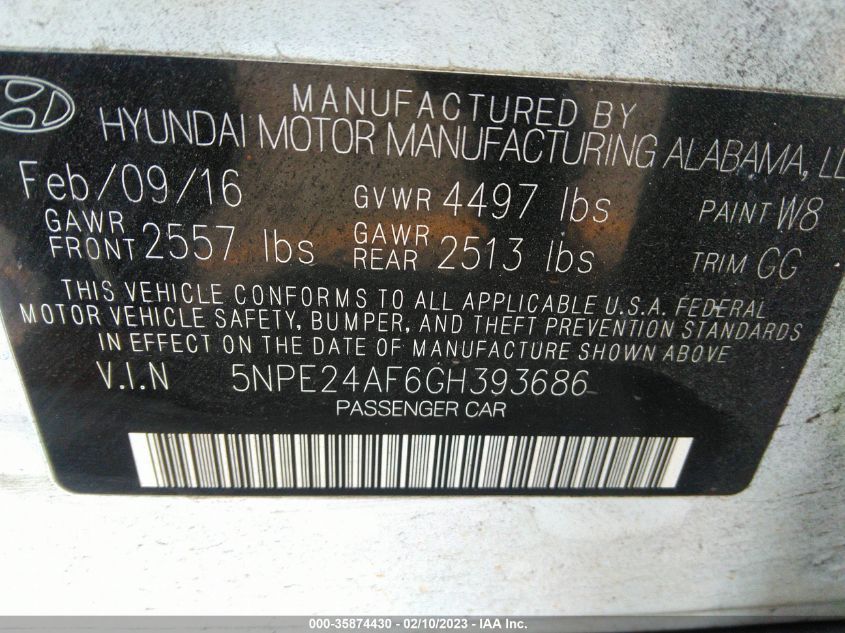 MANUFACTURED BY
HYUNDAI MOTOR MANUFACTURING ALABAMA, LL
Feb/09/16 GVWR 4497 lbs PAINT W8
GAWR FRONT 2557 lbs GAWR REAR 2513 lbs TRIM GG
THIS VEHICLE CONFORMS TO ALL APPLICABLE U.S.A. FEDERAL
MOTOR VEHICLE SAFETY, BUMPER, AND THEFT PREVENTION STANDARDS
IN EFFECT ON THE DATE OF MANUFACTURE SHOWN ABOVE.
V.I.N 5NPE24AF6GH393686
PASSENGER CAR
000-35874430 - 02/10/2023 - IAA Inc.